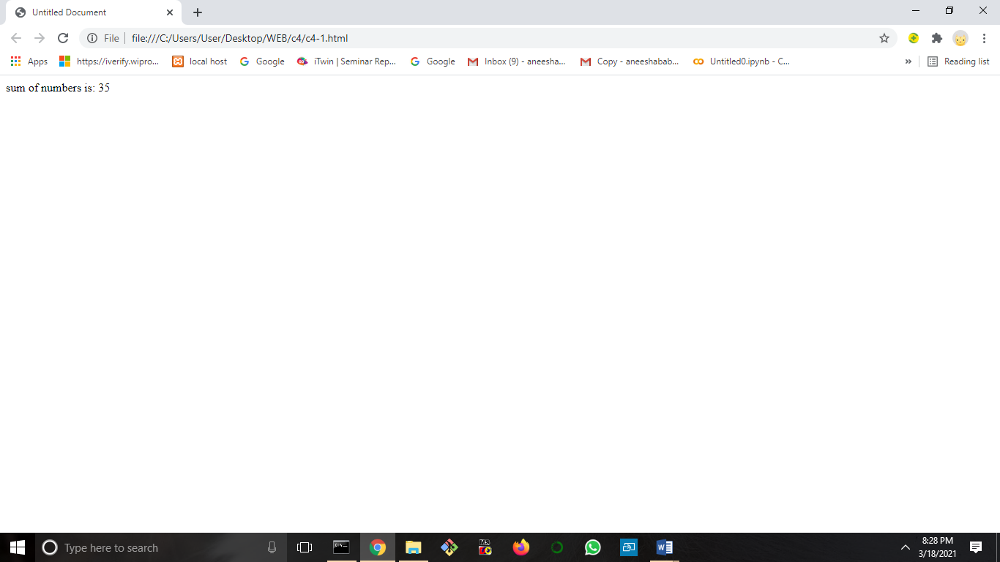 Untitled Document
File file:///C:/Users/User/Desktop/WEB/c4/c4-1.html
Apps https://iverify.wipro... local host Google iTwin | Seminar Rep... Google Inbox (9) - aneesha... Copy - aneeshabab... Untitled0.ipynb - C... » Reading list
sum of numbers is: 35
Type here to search
8:28 PM
3/18/2021